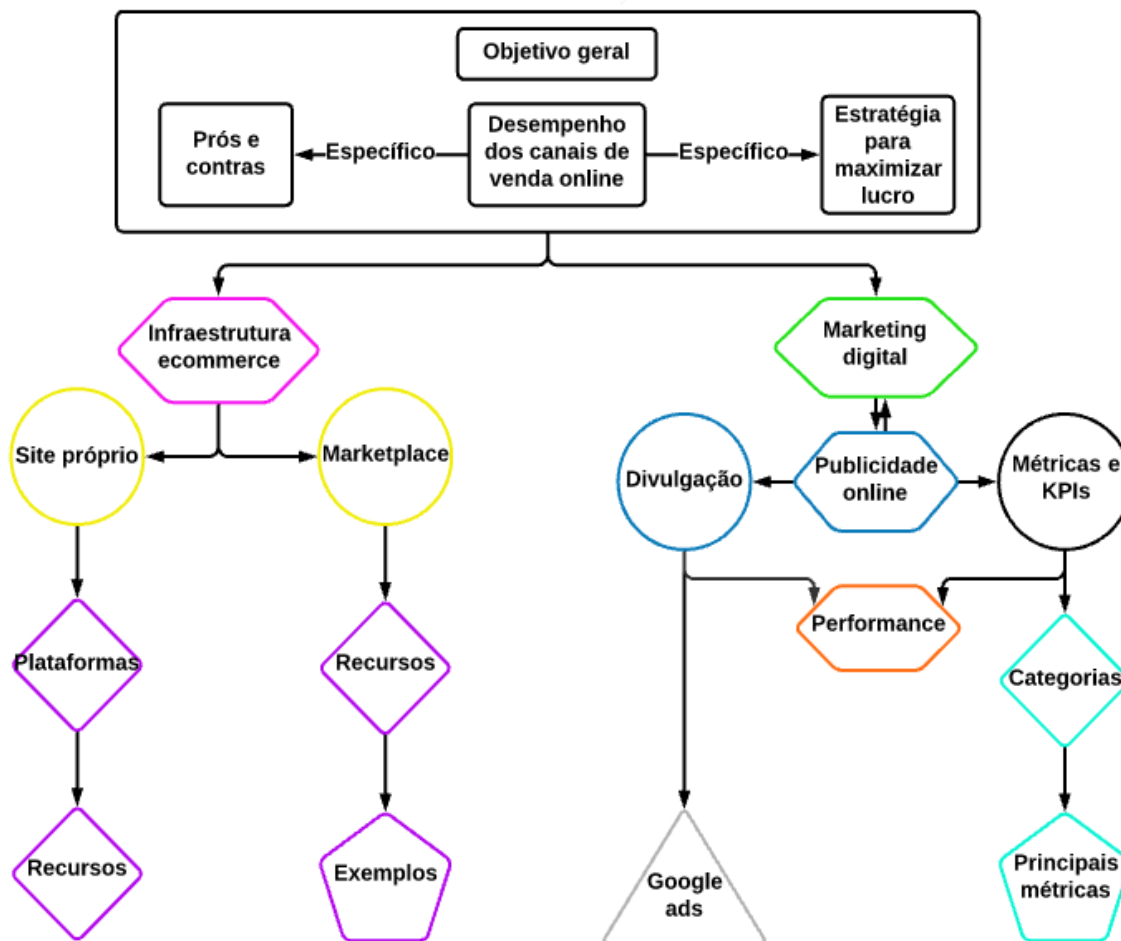 Objetivo geral
Prós e
contras
Específico
Desempenho
dos canais de
venda online
Específico
Estratégia
para
maximizar
lucro
Infraestrutura
ecommerce
Marketing
digital
Site próprio
Marketplace
Divulgação
Publicidade
online
Métricas e
KPIs
Plataformas
Recursos
Performance
Categorias
Recursos
Exemplos
Google
ads
Principais
métricas